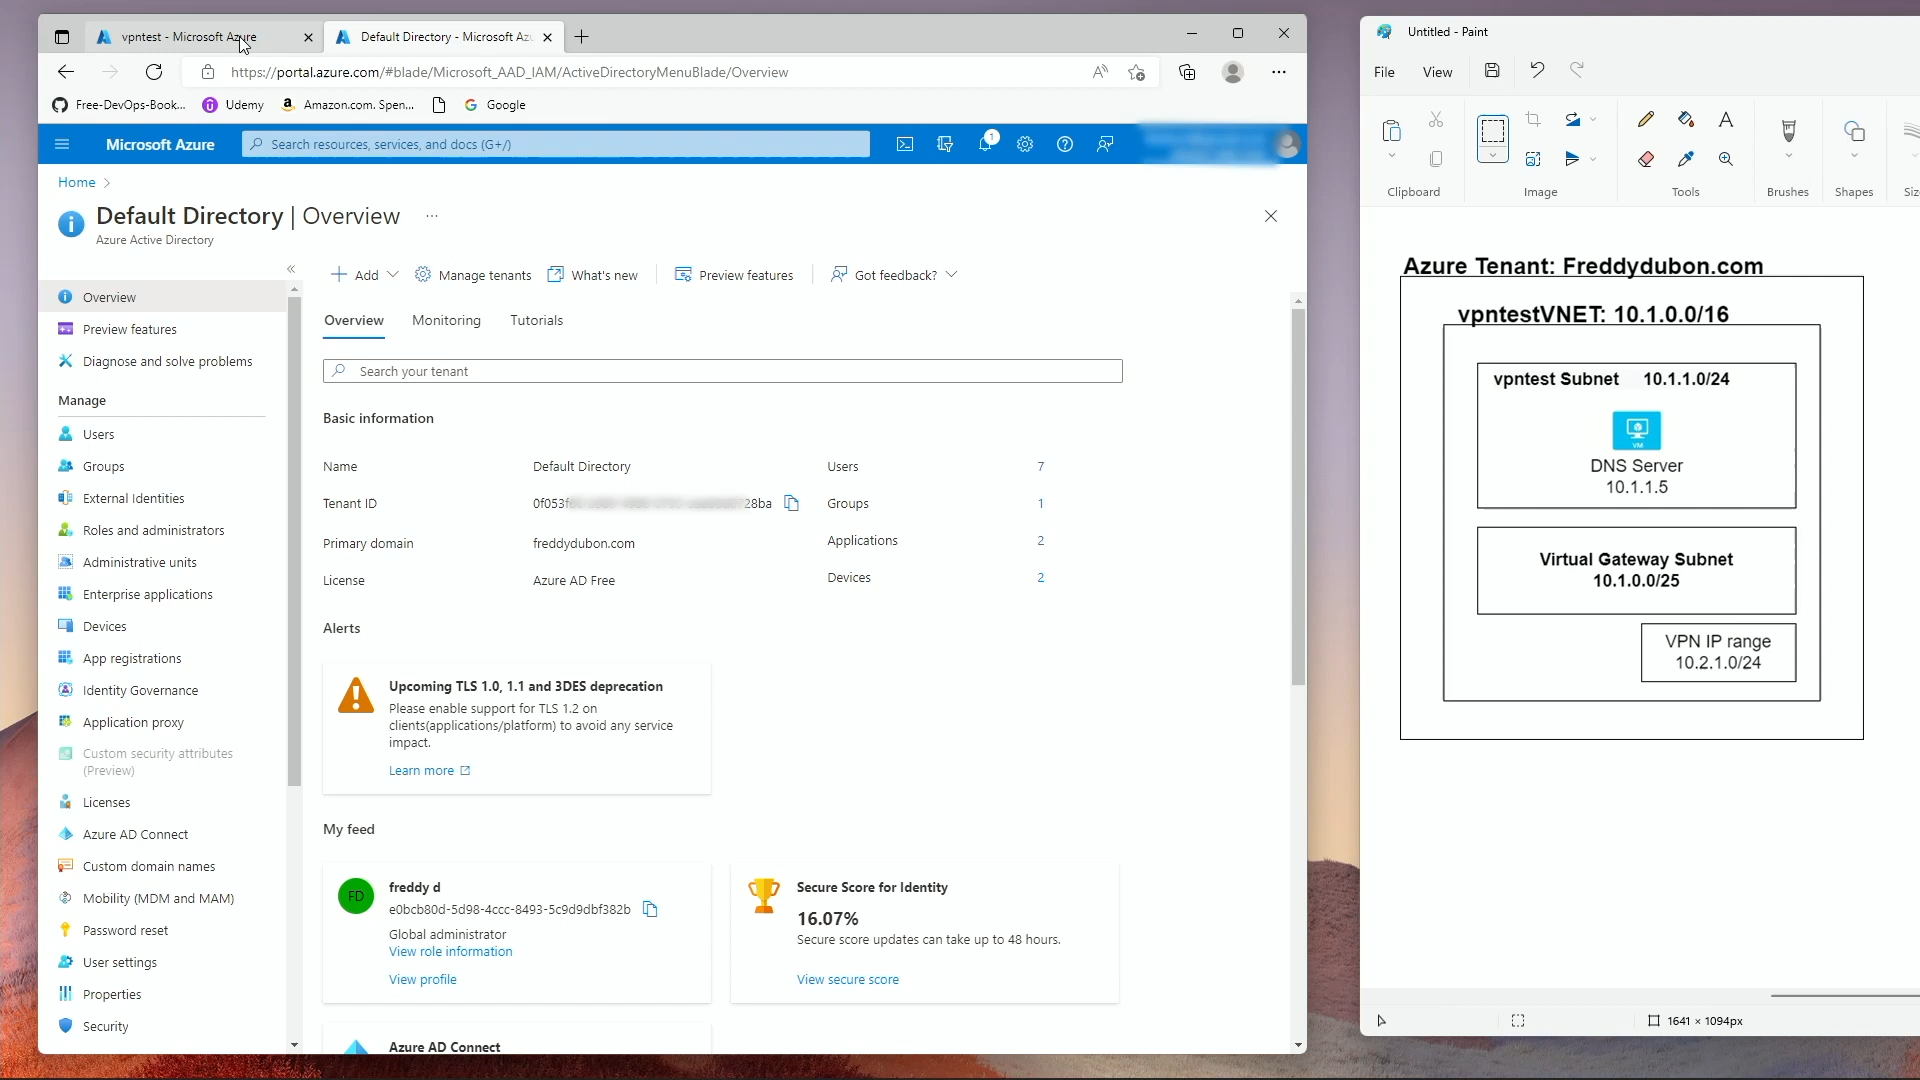 vpntest - Microsoft Azure
Default Directory - Microsoft Azu
https://portal.azure.com/#blade/Microsoft_AAD_IAM/ActiveDirectoryMenuBlade/Overview
Free-DevOps-Book...
Udemy
Amazon.com. Spen...
Google
Microsoft Azure
Search resources, services, and docs (G+/)
1
Home
Default Directory | Overview
Azure Active Directory
Overview
Preview features
Diagnose and solve problems
Manage
Users
Groups
External Identities
Roles and administrators
Administrative units
Enterprise applications
Devices
App registrations
Identity Governance
Application proxy
Custom security attributes
(Preview)
Licenses
Azure AD Connect
Custom domain names
Mobility (MDM and MAM)
Password reset
User settings
Properties
Security
Add
Manage tenants
What's new
Preview features
Got feedback?
Overview
Monitoring
Tutorials
Search your tenant
Basic information
Name
Default Directory
Users
7
Tenant ID
0f053f
28ba
Groups
1
Primary domain
freddydubon.com
Applications
2
License
Azure AD Free
Devices
2
Alerts
Upcoming TLS 1.0, 1.1 and 3DES deprecation
Please enable support for TLS 1.2 on
clients(applications/platform) to avoid any service
impact.
Learn more
My feed
FD
freddy d
e0bcb80d-5d98-4ccc-8493-5c9d9dbf382b
Global administrator
View role information
View profile
Secure Score for Identity
16.07%
Secure score updates can take up to 48 hours.
View secure score
Azure AD Connect
Untitled - Paint
File
View
Clipboard
Image
Tools
Brushes
Shapes
Azure Tenant: Freddydubon.com
vpntestVNET: 10.1.0.0/16
vpntest Subnet 10.1.1.0/24
VM
DNS Server
10.1.1.5
Virtual Gateway Subnet
10.1.0.0/25
VPN IP range
10.2.1.0/24
1641 × 1094px